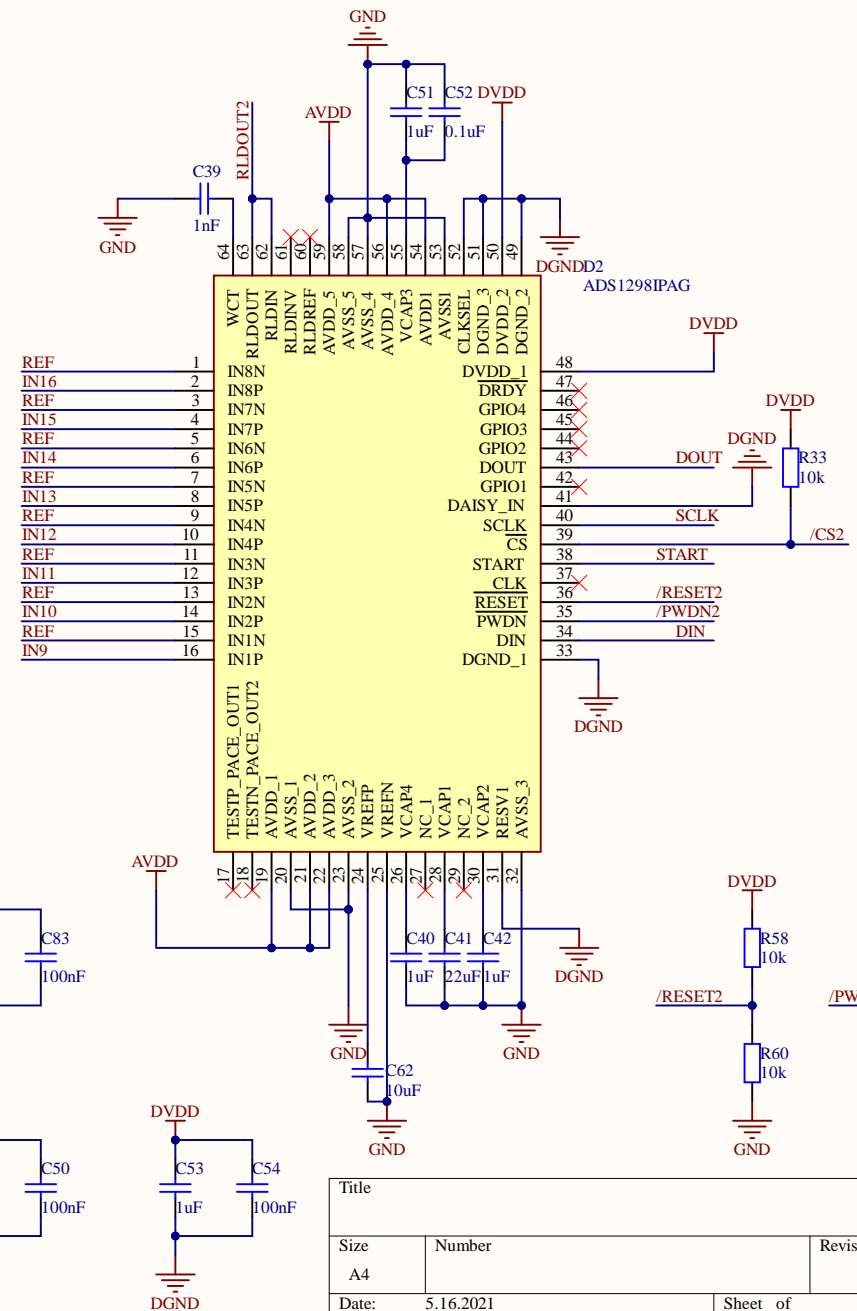 GND
C51 C52 DVDD
1uF 0.1uF
AVDD
RLDOUT2
C39
1nF
GND
DGND
D2
ADS1298IPAG
64 63 62 61 60 59 58 57 56 55 54 53 52 51 50 49
WCT RLDOUT RLDIN RLDINV RLDREF AVDD_5 AVSS_5 AVSS_4 AVDD_4 VCAP3 AVDD1 AVSS1 CLKSEL DGND_3 DVDD_2 DGND_2
REF 1 IN8N
IN16 2 IN8P
REF 3 IN7N
IN15 4 IN7P
REF 5 IN6N
IN14 6 IN6P
REF 7 IN5N
IN13 8 IN5P
REF 9 IN4N
IN12 10 IN4P
REF 11 IN3N
IN11 12 IN3P
REF 13 IN2N
IN10 14 IN2P
REF 15 IN1N
IN9 16 IN1P
DVDD
DVDD_1 48
DRDY 47
GPIO4 46
GPIO3 45
GPIO2 44
DOUT 43 DOUT
GPIO1 42
DAISY_IN 41
SCLK 40 SCLK
CS 39 /CS2
START 38 START
CLK 37
RESET 36 /RESET2
PWDN 35 /PWDN2
DIN 34 DIN
DGND_1 33
DVDD
DGND
R33
10k
DGND
TESTP_PACE_OUT1 TESTN_PACE_OUT2 AVDD_1 AVSS_1 AVDD_2 AVDD_3 AVSS_2 VREFP VREFN VCAP4 NC_1 VCAP1 NC_2 VCAP2 RESV1 AVSS_3
17 18 19 20 21 22 23 24 25 26 27 28 29 30 31 32
AVDD
C83
100nF
C40 C41 C42
1uF 22uF 1uF
DGND
GND
GND
C62
10uF
GND
DVDD
R58
10k
/RESET2 /PW
R60
10k
GND
C50
100nF
DVDD
C53 C54
1uF 100nF
DGND
Title
Size Number Revis
A4
Date: 5.16.2021 Sheet of